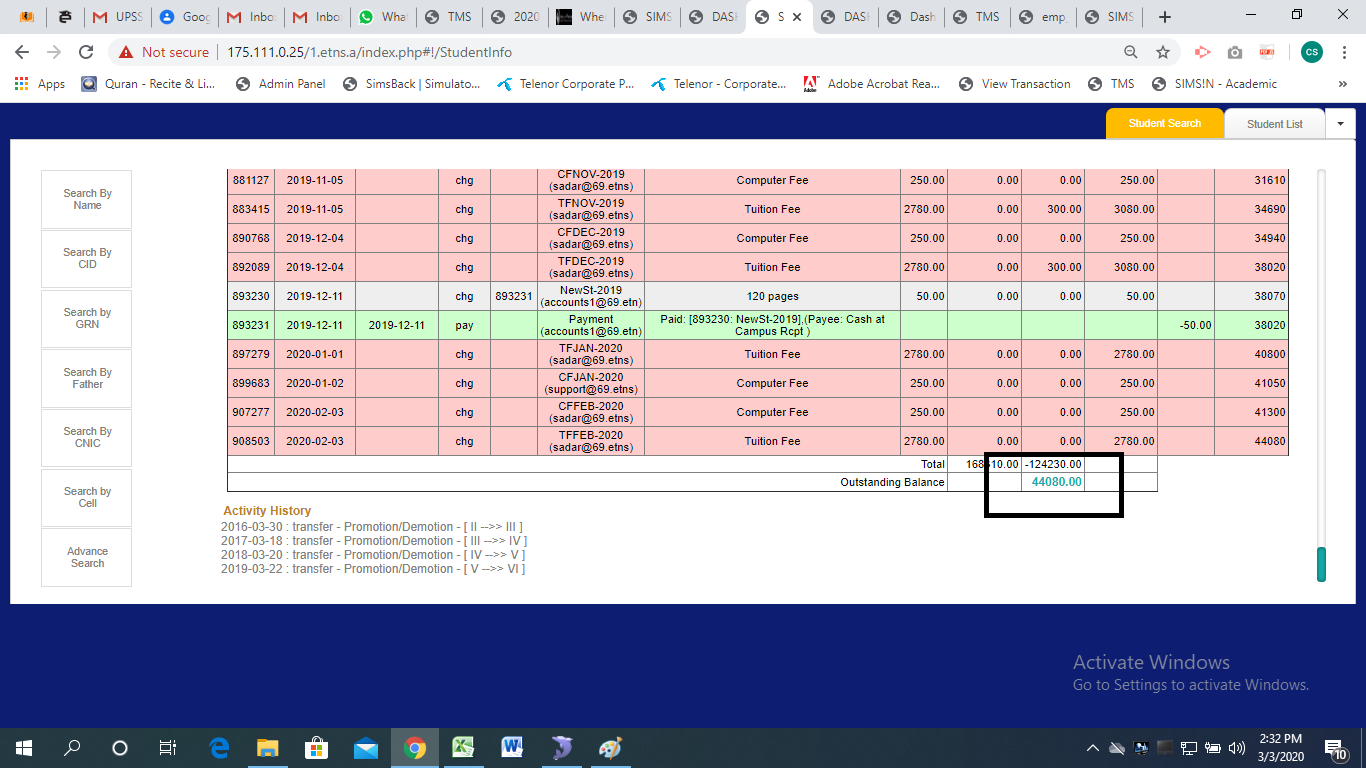 UPSS Goog Inbo Inbo What TMS 2020 Whe SIMS DASH S DASH Dash TMS emp_ SIMS
Not secure 175.111.0.25/1.etns.a/index.php#!/StudentInfo CS
Apps Quran - Recite & Li... Admin Panel SimsBack | Simulato... Telenor Corporate P... Telenor - Corporate... Adobe Acrobat Rea... View Transaction TMS SIMS!N - Academic »
Student Search Student List
Search By
Name
Search By
CID
Search by
GRN
Search By
Father
Search By
CNIC
Search by
Cell
Advance
Search
881127 2019-11-05 chg CFNOV-2019 (sadar@69.etns) Computer Fee 250.00 0.00 0.00 250.00 31610
883415 2019-11-05 chg TFNOV-2019 (sadar@69.etns) Tuition Fee 2780.00 0.00 300.00 3080.00 34690
890768 2019-12-04 chg CFDEC-2019 (sadar@69.etns) Computer Fee 250.00 0.00 0.00 250.00 34940
892089 2019-12-04 chg TFDEC-2019 (sadar@69.etns) Tuition Fee 2780.00 0.00 300.00 3080.00 38020
893230 2019-12-11 chg 893231 NewSt-2019 (accounts1@69.etn) 120 pages 50.00 0.00 0.00 50.00 38070
893231 2019-12-11 2019-12-11 pay Payment (accounts1@69.etn) Paid: [893230: NewSt-2019],(Payee: Cash at Campus Rcpt ) -50.00 38020
897279 2020-01-01 chg TFJAN-2020 (sadar@69.etns) Tuition Fee 2780.00 0.00 0.00 2780.00 40800
899683 2020-01-02 chg CFJAN-2020 (support@69.etns) Computer Fee 250.00 0.00 0.00 250.00 41050
907277 2020-02-03 chg CFFEB-2020 (sadar@69.etns) Computer Fee 250.00 0.00 0.00 250.00 41300
908503 2020-02-03 chg TFFEB-2020 (sadar@69.etns) Tuition Fee 2780.00 0.00 0.00 2780.00 44080
Total -124230.00
Outstanding Balance 44080.00
Activity History
2016-03-30 : transfer - Promotion/Demotion - [ II -->> III ]
2017-03-18 : transfer - Promotion/Demotion - [ III -->> IV ]
2018-03-20 : transfer - Promotion/Demotion - [ IV -->> V ]
2019-03-22 : transfer - Promotion/Demotion - [ V -->> VI ]
Activate Windows
Go to Settings to activate Windows.
2:32 PM
3/3/2020
10